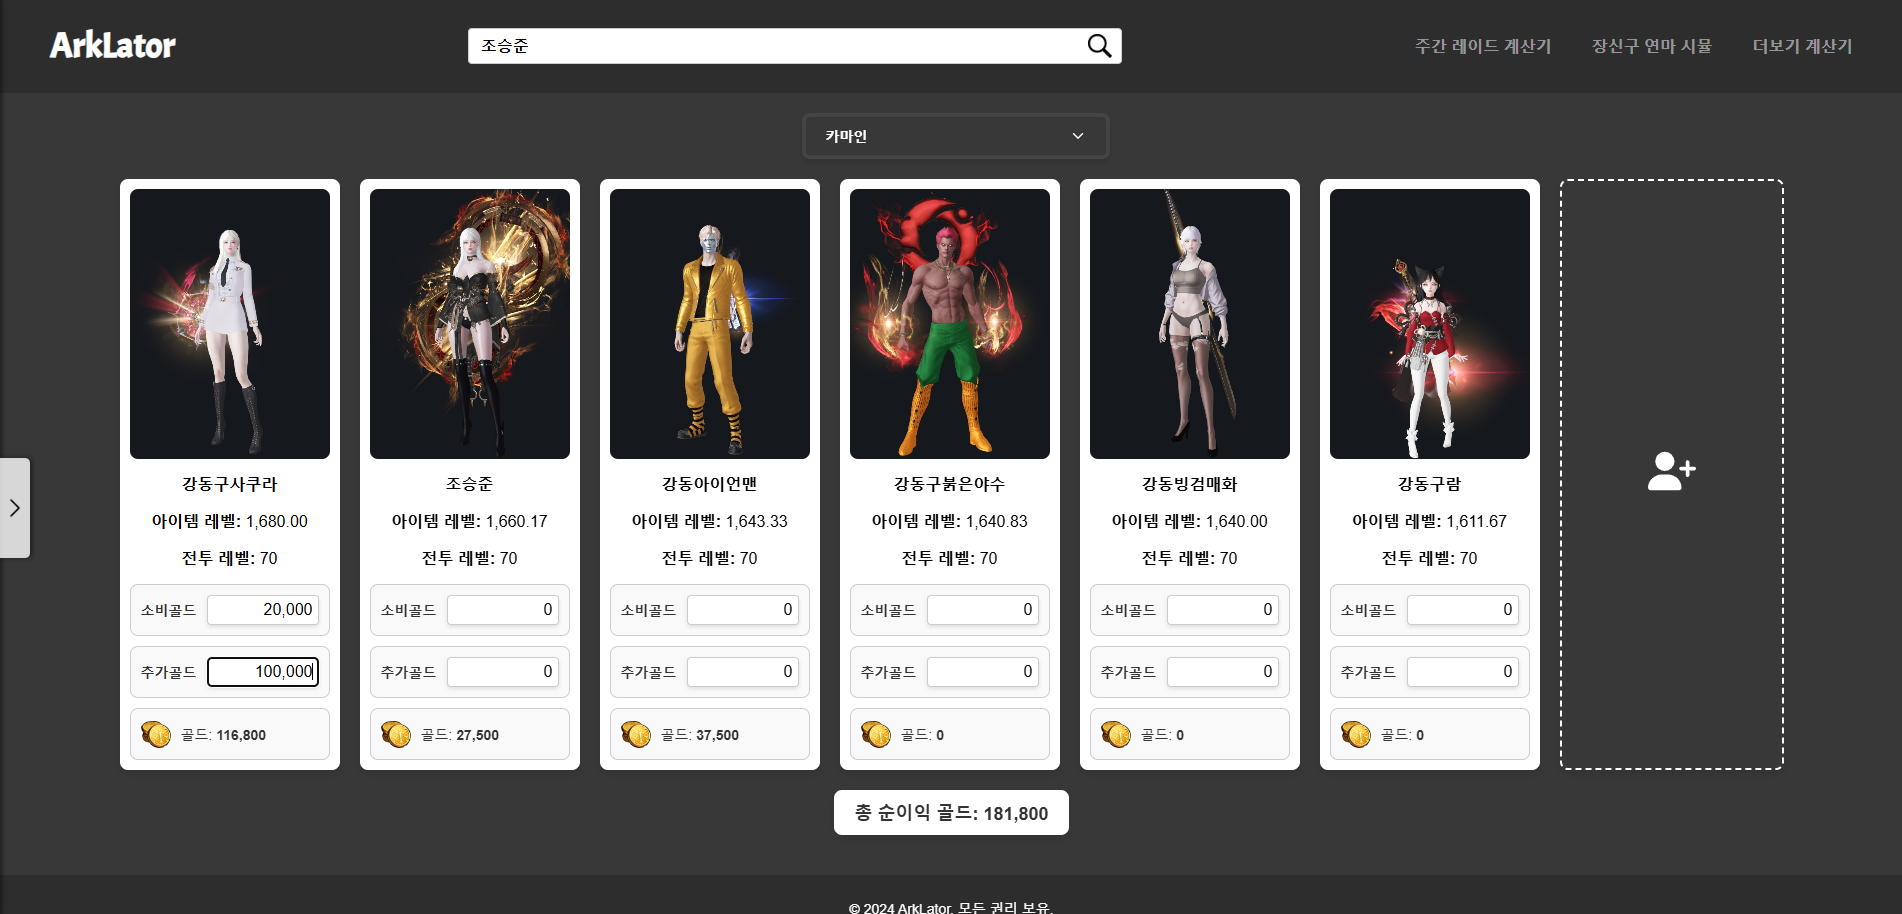 ArkLator
조승준
주간 레이드 계산기
장신구 연마 시뮬
더보기 계산기
카마인
강동구사쿠라
아이템 레벨: 1,680.00
전투 레벨: 70
소비골드 20,000
추가골드 100,000
골드: 116,800
조승준
아이템 레벨: 1,660.17
전투 레벨: 70
소비골드 0
추가골드 0
골드: 27,500
강동아이언맨
아이템 레벨: 1,643.33
전투 레벨: 70
소비골드 0
추가골드 0
골드: 37,500
강동구붉은야수
아이템 레벨: 1,640.83
전투 레벨: 70
소비골드 0
추가골드 0
골드: 0
강동빙검매화
아이템 레벨: 1,640.00
전투 레벨: 70
소비골드 0
추가골드 0
골드: 0
강동구람
아이템 레벨: 1,611.67
전투 레벨: 70
소비골드 0
추가골드 0
골드: 0
총 순이익 골드: 181,800
© 2024 ArkLator. 모든 권리 보유.